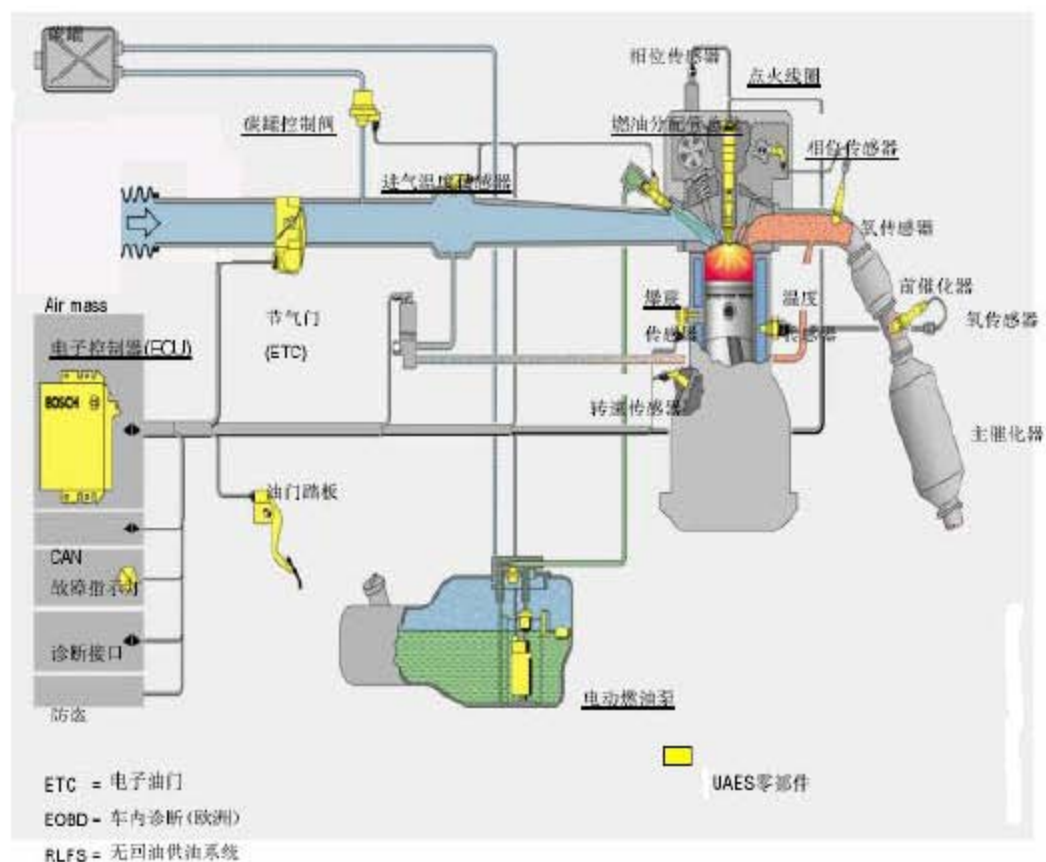 碳罐
相位传感器
点火线圈
碳罐控制阀
燃油分配管总成
相位传感器
进气温度传感器
氧传感器
前催化器
Air mass
节气门
(ETC)
爆震
传感器
温度
传感器
氧传感器
电子控制器(ECU)
BOSCH
转速传感器
主催化器
油门踏板
CAN
故障指示灯
诊断接口
防盗
电动燃油泵
UAES零部件
ETC = 电子油门
EOBD = 车内诊断(欧洲)
RLFS = 无回油供油系统